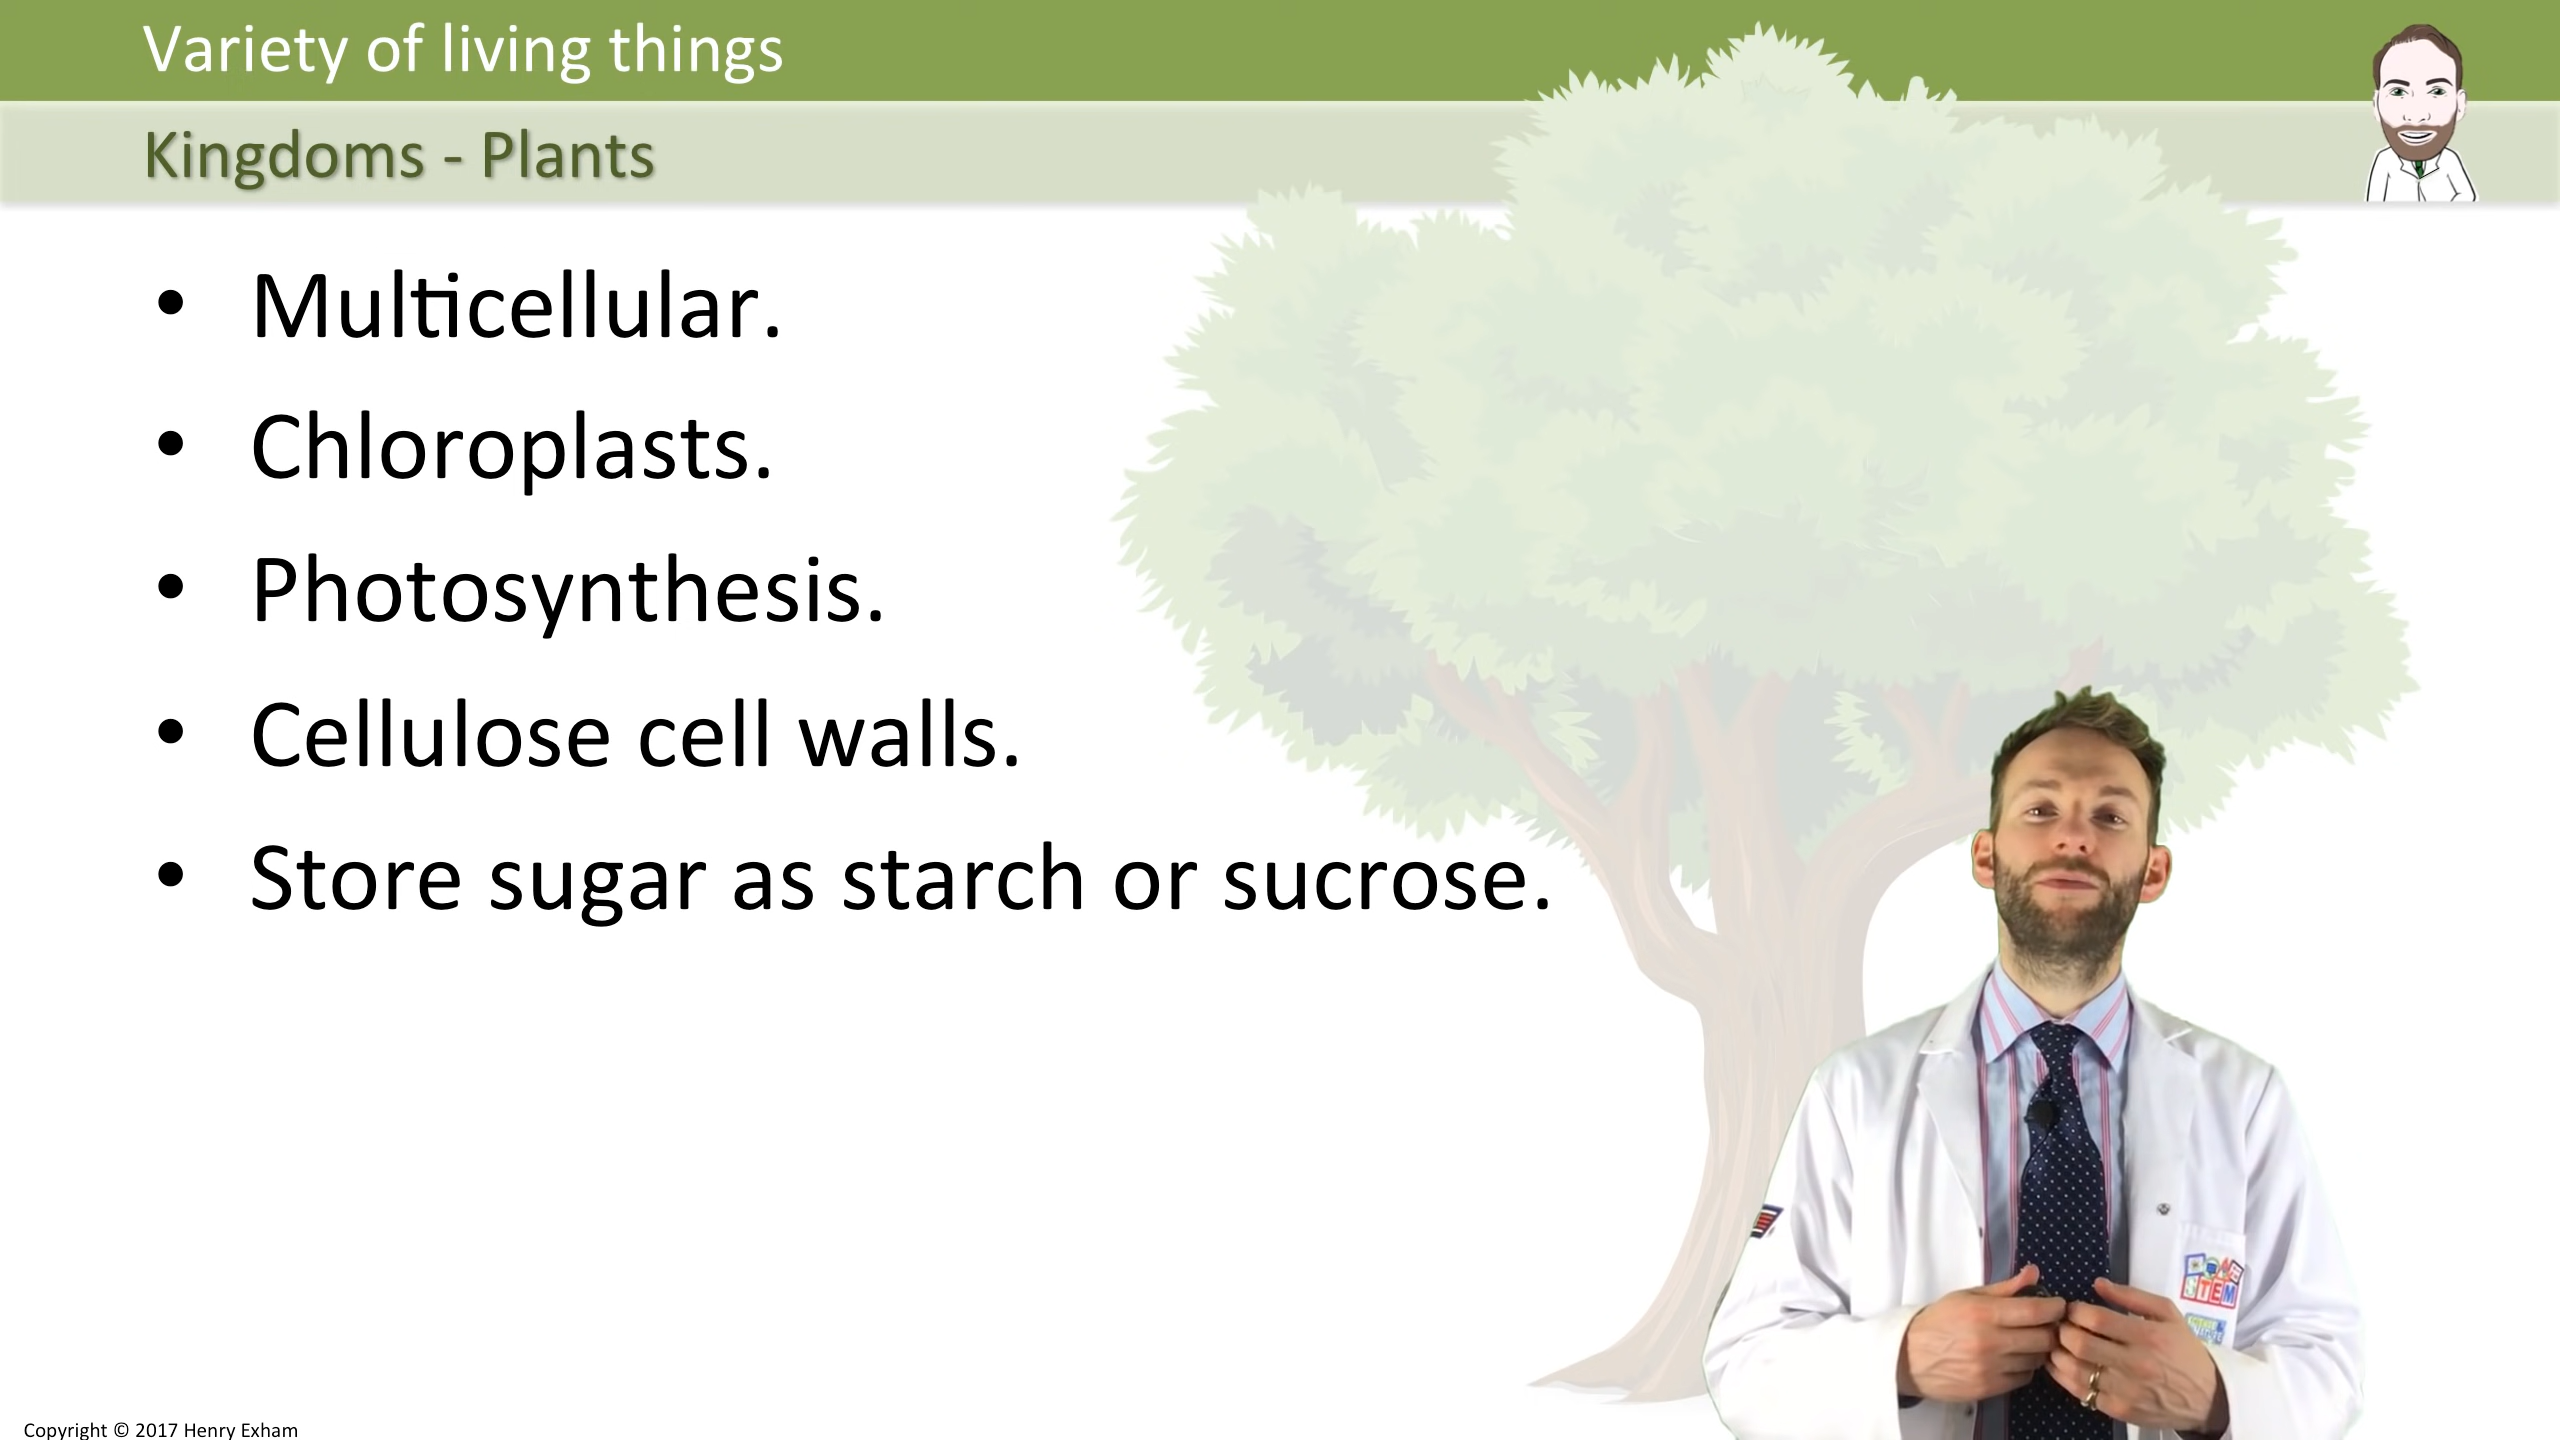 Variety of living things
Kingdoms - Plants
• Multicellular.
• Chloroplasts.
• Photosynthesis.
• Cellulose cell walls.
• Store sugar as starch or sucrose.
STEM
Copyright © 2017 Henry Exham